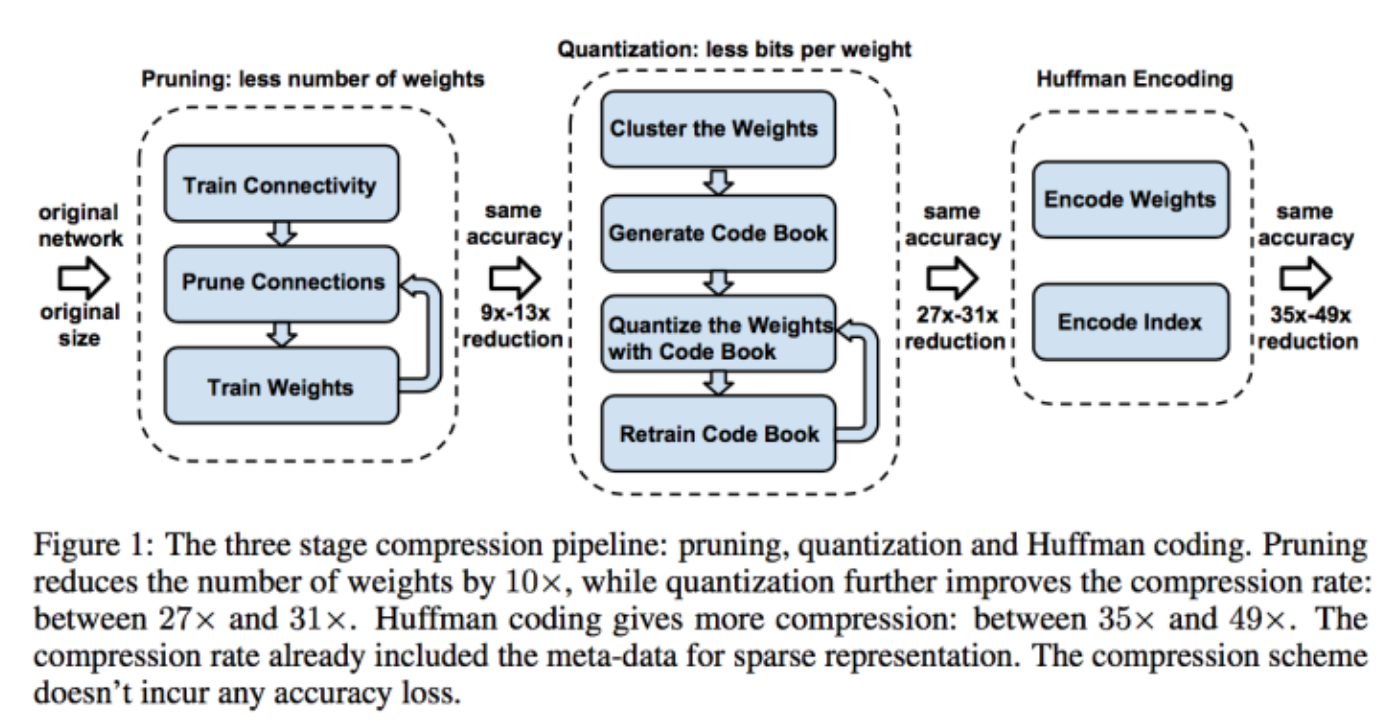 Quantization: less bits per weight
Pruning: less number of weights
Huffman Encoding
original
network
original
size
Train Connectivity
Prune Connections
Train Weights
same
accuracy
9x-13x
reduction
Cluster the Weights
Generate Code Book
Quantize the Weights
with Code Book
Retrain Code Book
same
accuracy
27x-31x
reduction
Encode Weights
Encode Index
same
accuracy
35x-49x
reduction
Figure 1: The three stage compression pipeline: pruning, quantization and Huffman coding. Pruning
reduces the number of weights by 10×, while quantization further improves the compression rate:
between 27× and 31×. Huffman coding gives more compression: between 35× and 49×. The
compression rate already included the meta-data for sparse representation. The compression scheme
doesn't incur any accuracy loss.